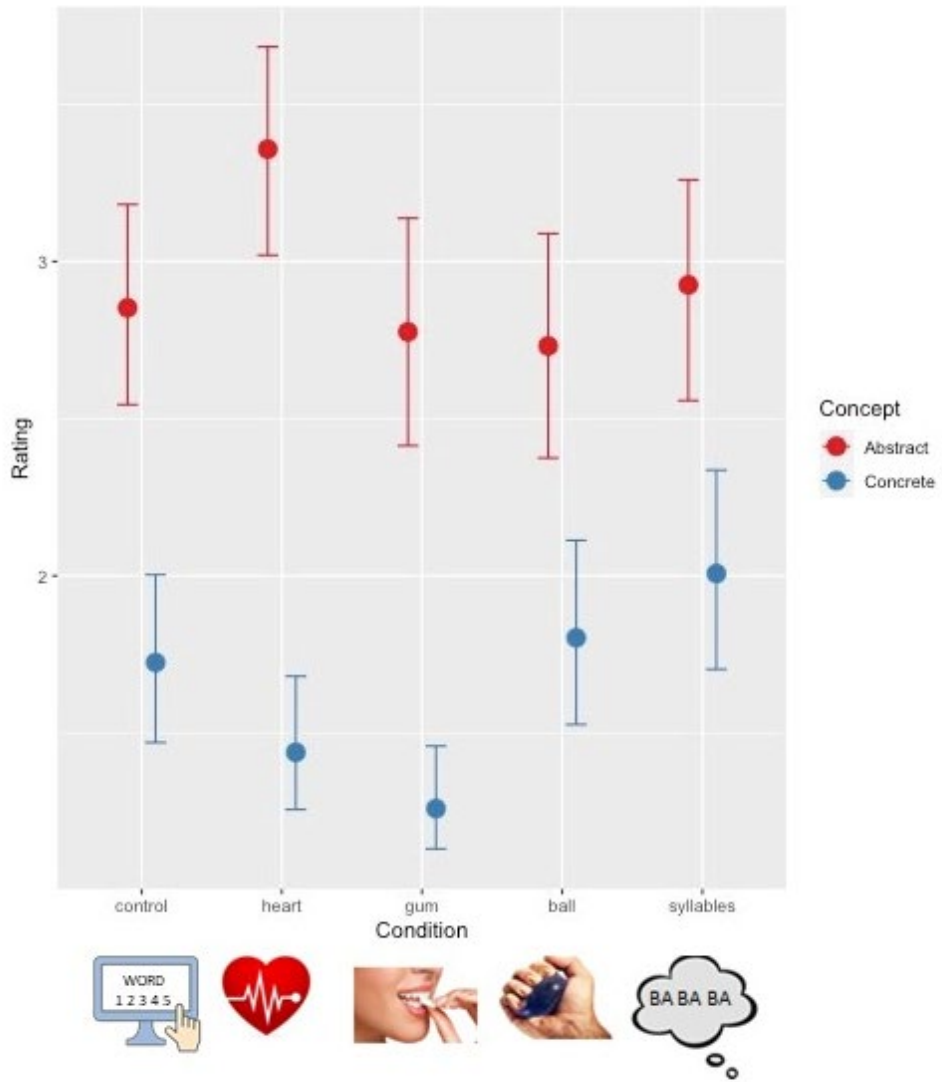 3
2
Rating
control heart gum ball syllables
Condition
Concept
Abstract
Concrete
WORD
1 2 3 4 5
BA BA BA